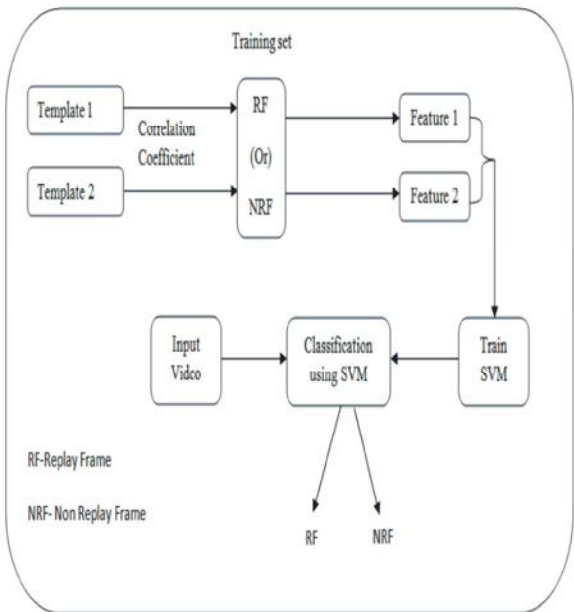 Training set
Template 1
Correlation
Coefficient
Template 2
RF
(Or)
NRF
Feature 1
Feature 2
Input
Video
Classification
using SVM
Train
SVM
RF-Replay Frame
NRF- Non Replay Frame
RF
NRF